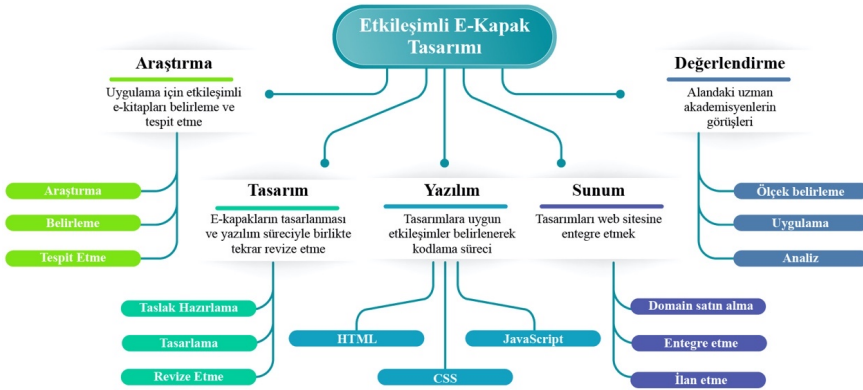 Etkileşimli E-Kapak
Tasarımı
Araştırma
Uygulama için etkileşimli
e-kitapları belirleme ve
tespit etme
Araştırma
Belirleme
Tespit Etme
Tasarım
E-kapakların tasarlanması
ve yazılım süreciyle birlikte
tekrar revize etme
Taslak Hazırlama
Tasarlama
Revize Etme
Yazılım
Tasarımlara uygun
etkileşimler belirlenerek
kodlama süreci
HTML
CSS
JavaScript
Sunum
Tasarımları web sitesine
entegre etmek
Domain satın alma
Entegre etme
İlan etme
Değerlendirme
Alandaki uzman
akademisyenlerin
görüşleri
Ölçek belirleme
Uygulama
Analiz